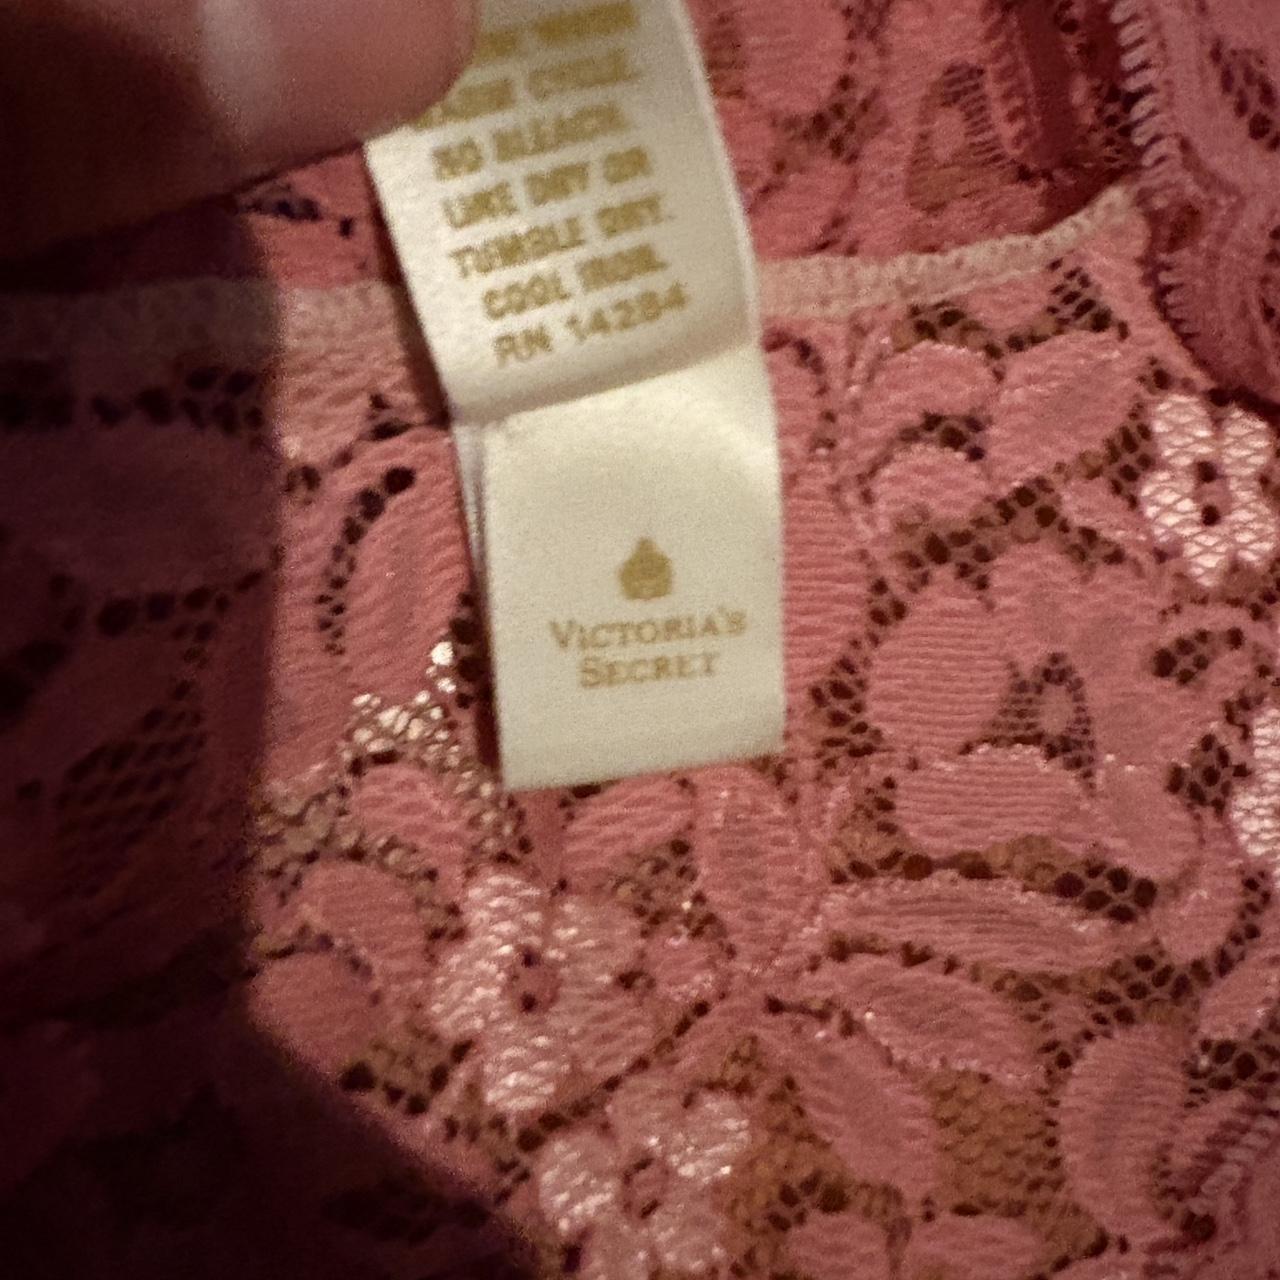 NO BLEACH.
LINE DRY OR
TUMBLE DRY.
COOL IRON.
RN 14284
VICTORIA'S
SECRET